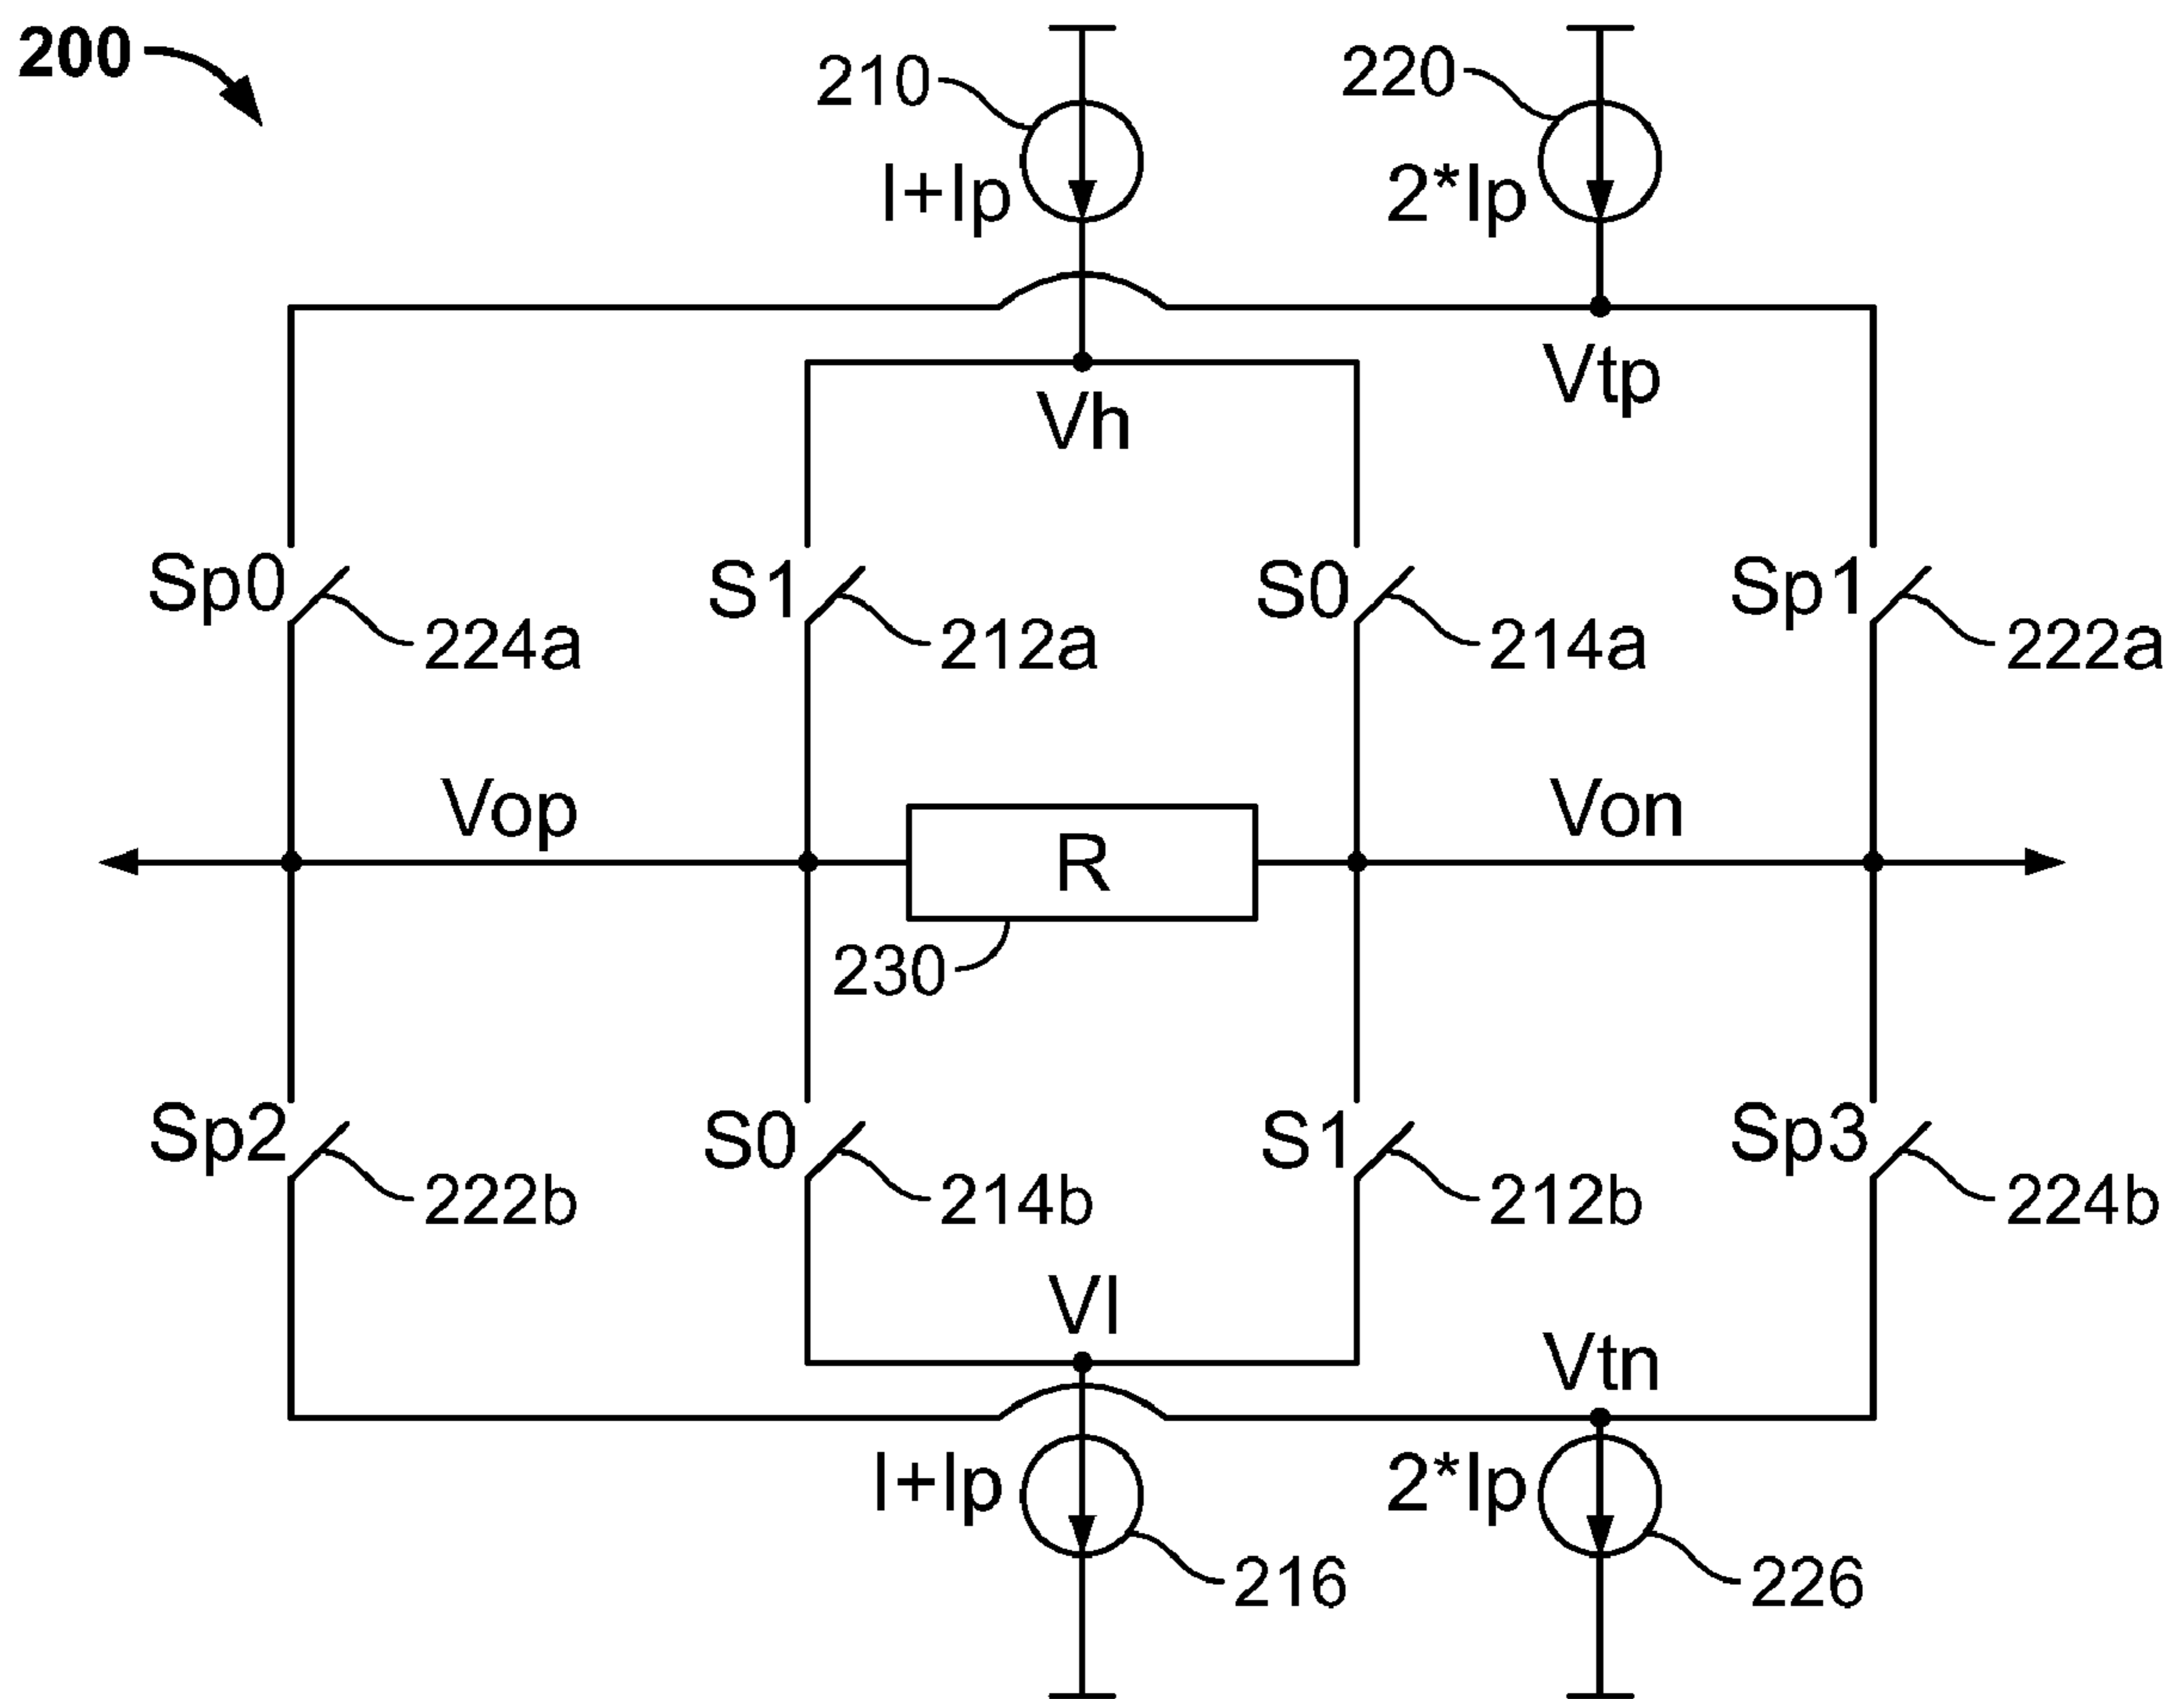 200
210
220
I+Ip
2*Ip
Vh
Vtp
Sp0
S1
S0
Sp1
224a
212a
214a
222a
Vop
Von
R
230
Sp2
S0
S1
Sp3
222b
214b
212b
224b
Vl
Vtn
I+Ip
2*Ip
216
226